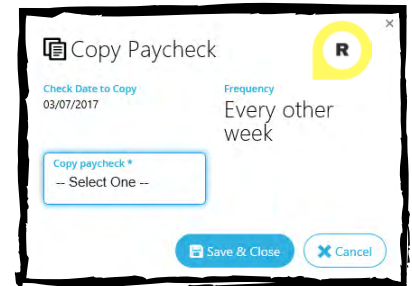 Copy Paycheck
R
×
Check Date to Copy
03/07/2017
Frequency
Every other
week
Copy paycheck *
-- Select One --
Save & Close
Cancel